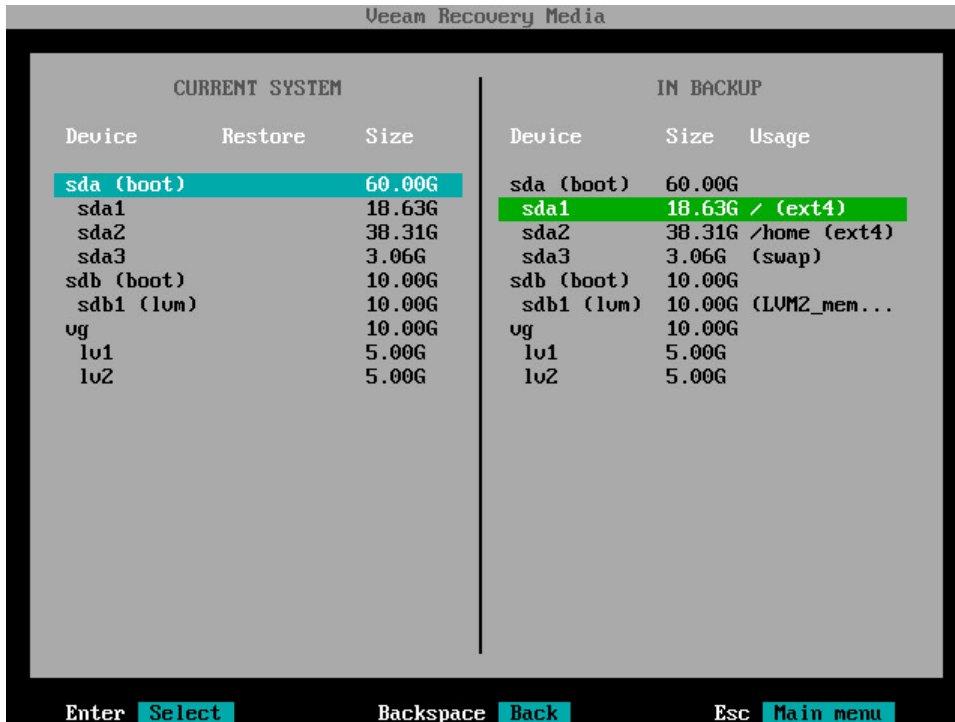 Veeam Recovery Media
CURRENT SYSTEM
Device Restore Size
sda (boot) 60.00G
sda1 18.63G
sda2 38.31G
sda3 3.06G
sdb (boot) 10.00G
sdb1 (lvm) 10.00G
vg 10.00G
lv1 5.00G
lv2 5.00G
IN BACKUP
Device Size Usage
sda (boot) 60.00G
sda1 18.63G / (ext4)
sda2 38.31G /home (ext4)
sda3 3.06G (swap)
sdb (boot) 10.00G
sdb1 (lvm) 10.00G (LVM2_mem...
vg 10.00G
lv1 5.00G
lv2 5.00G
Enter Select Backspace Back Esc Main menu